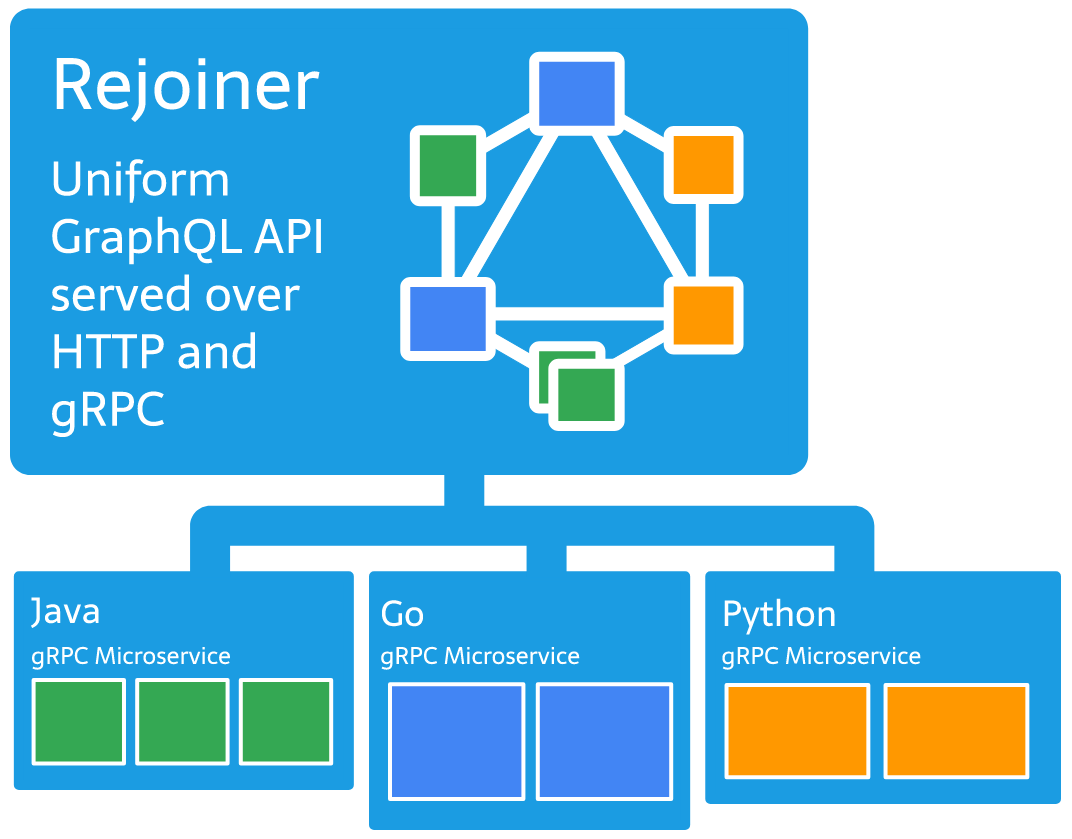 Rejoiner
Uniform
GraphQL API
served over
HTTP and
gRPC
Java
gRPC Microservice
Go
gRPC Microservice
Python
gRPC Microservice